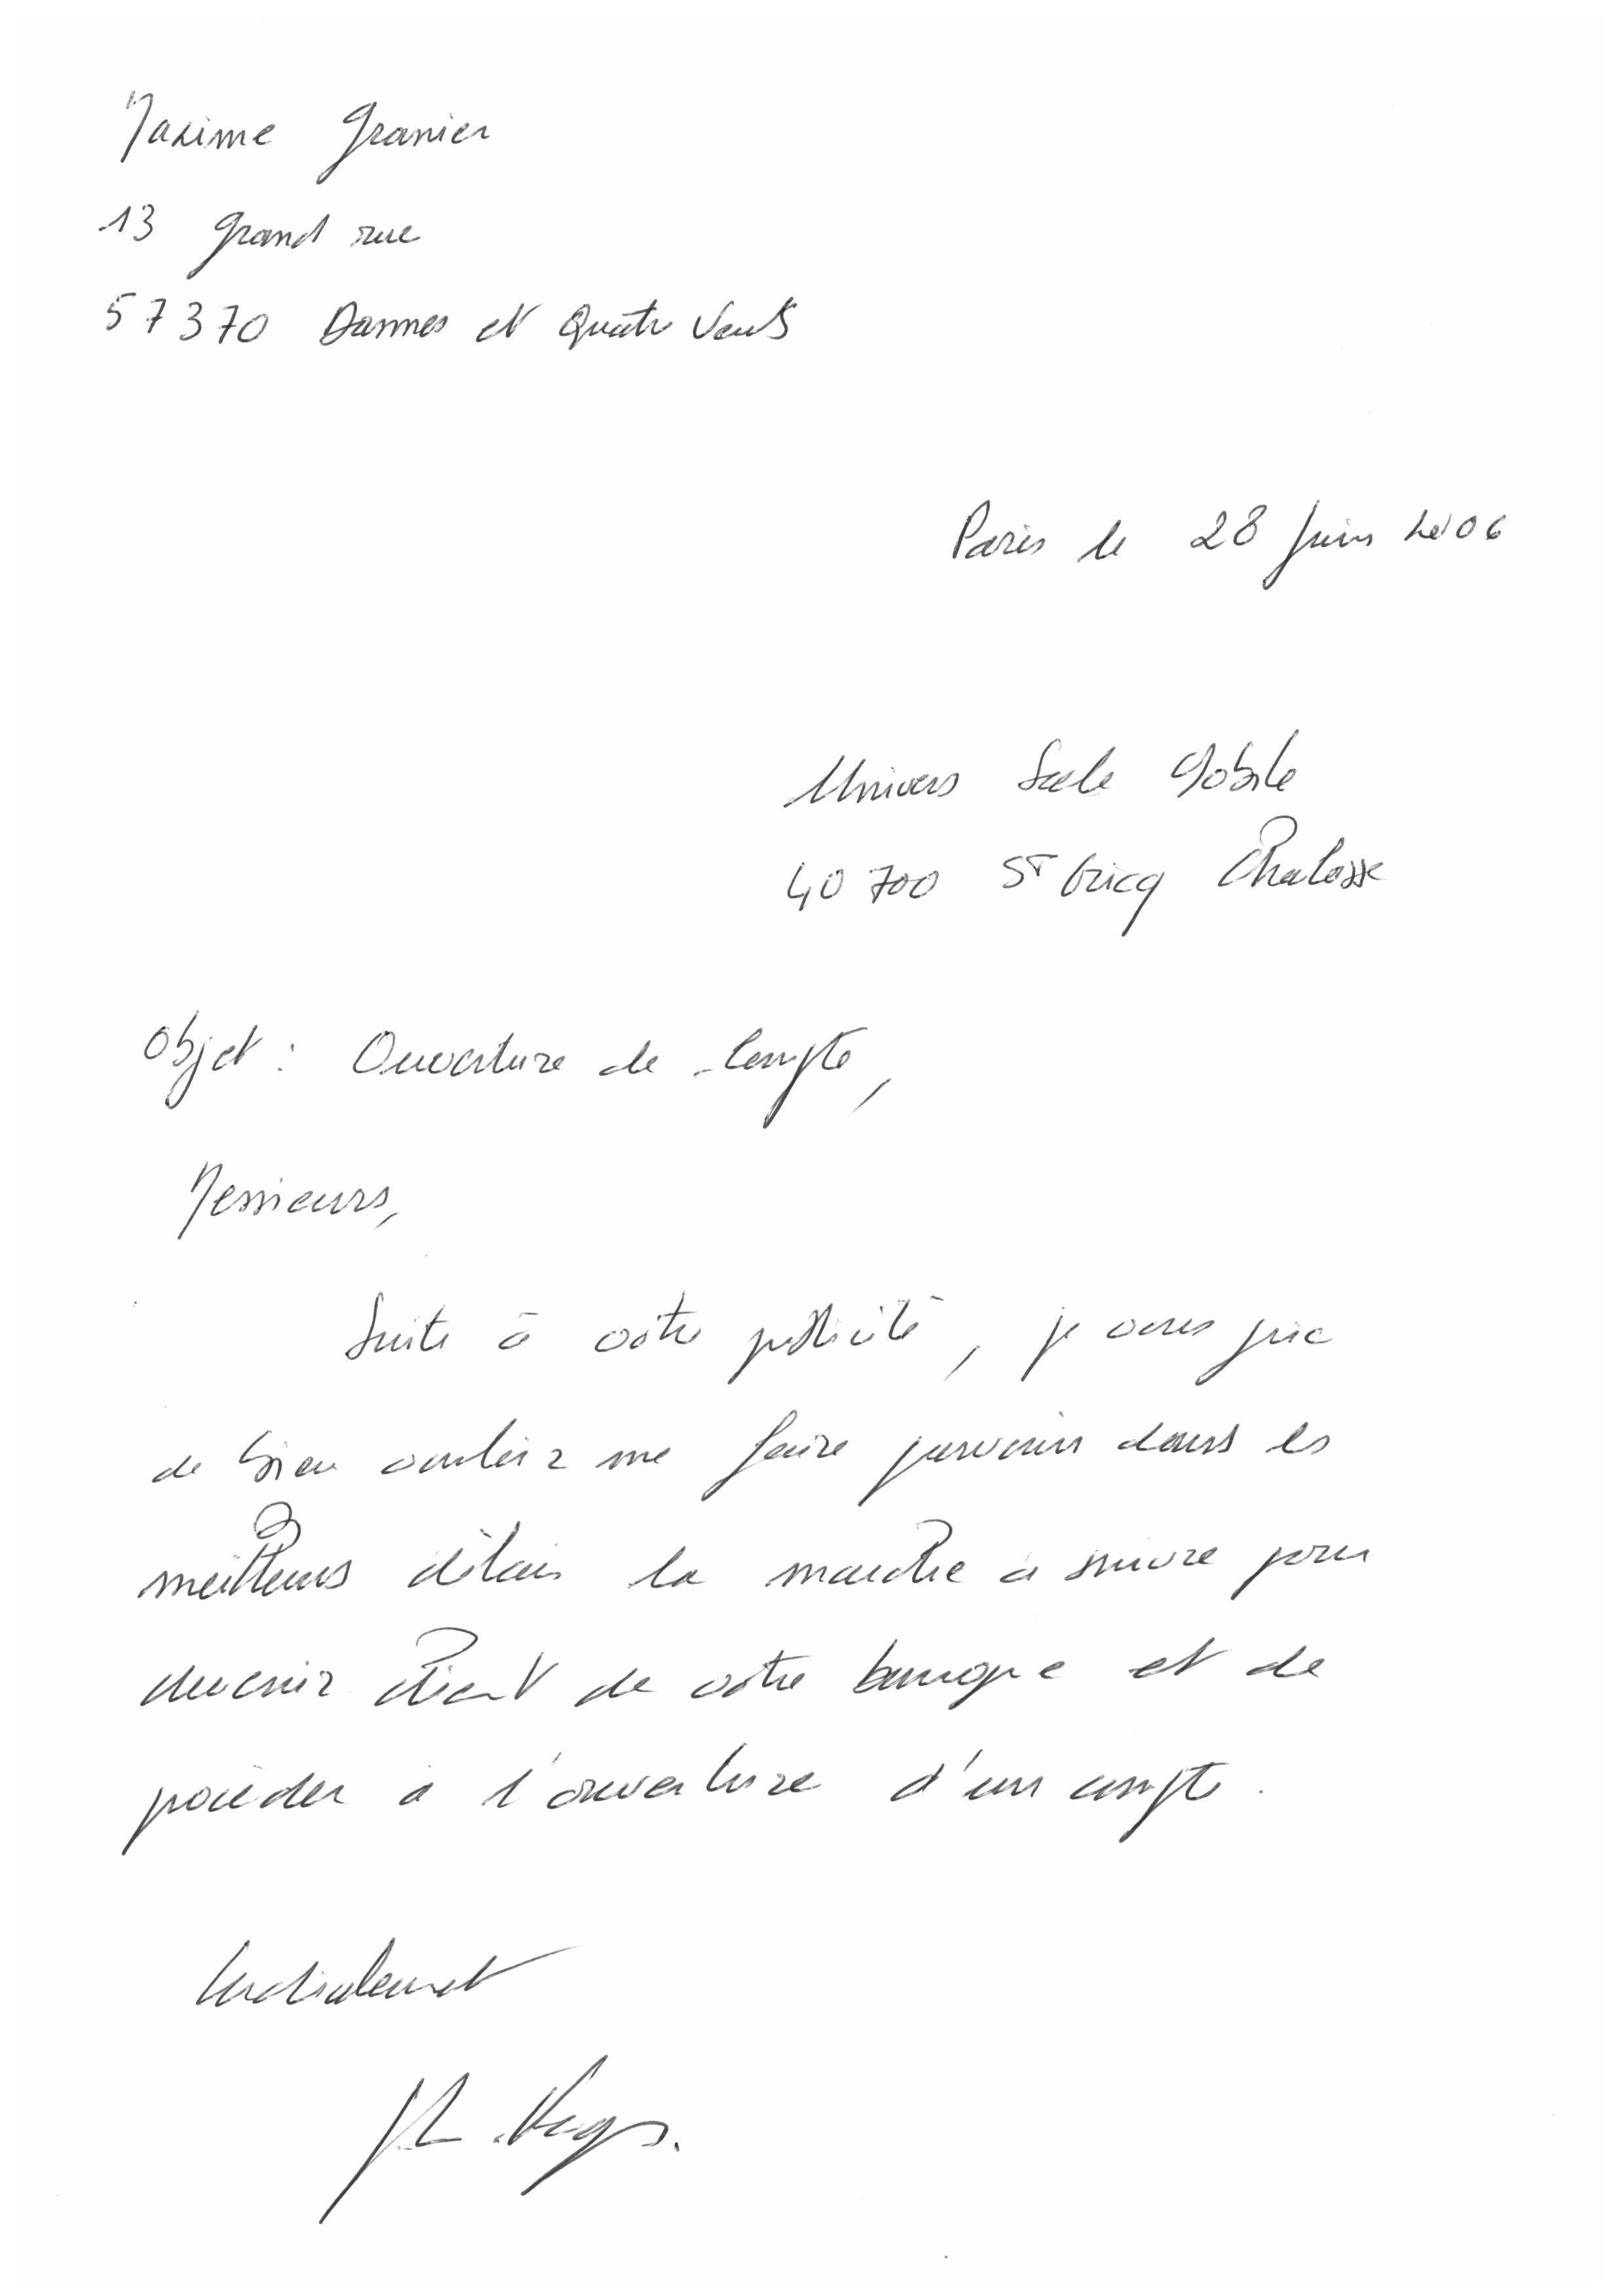 Maxime Granier
13 grand rue
57370 Dannes et Quatre Vents
Paris le 28 Juin 2006
Univers Mobile
40700 St Cricq Chalosse
Objet : Ouverture de Compte,
Messieurs,
Suite à votre publicité, je vous prie
de bien vouloir me faire parvenir dans les
meilleurs délais la marche à suivre pour
devenir client de votre banque et de
procéder à l'ouverture d'un compte.
Cordialement